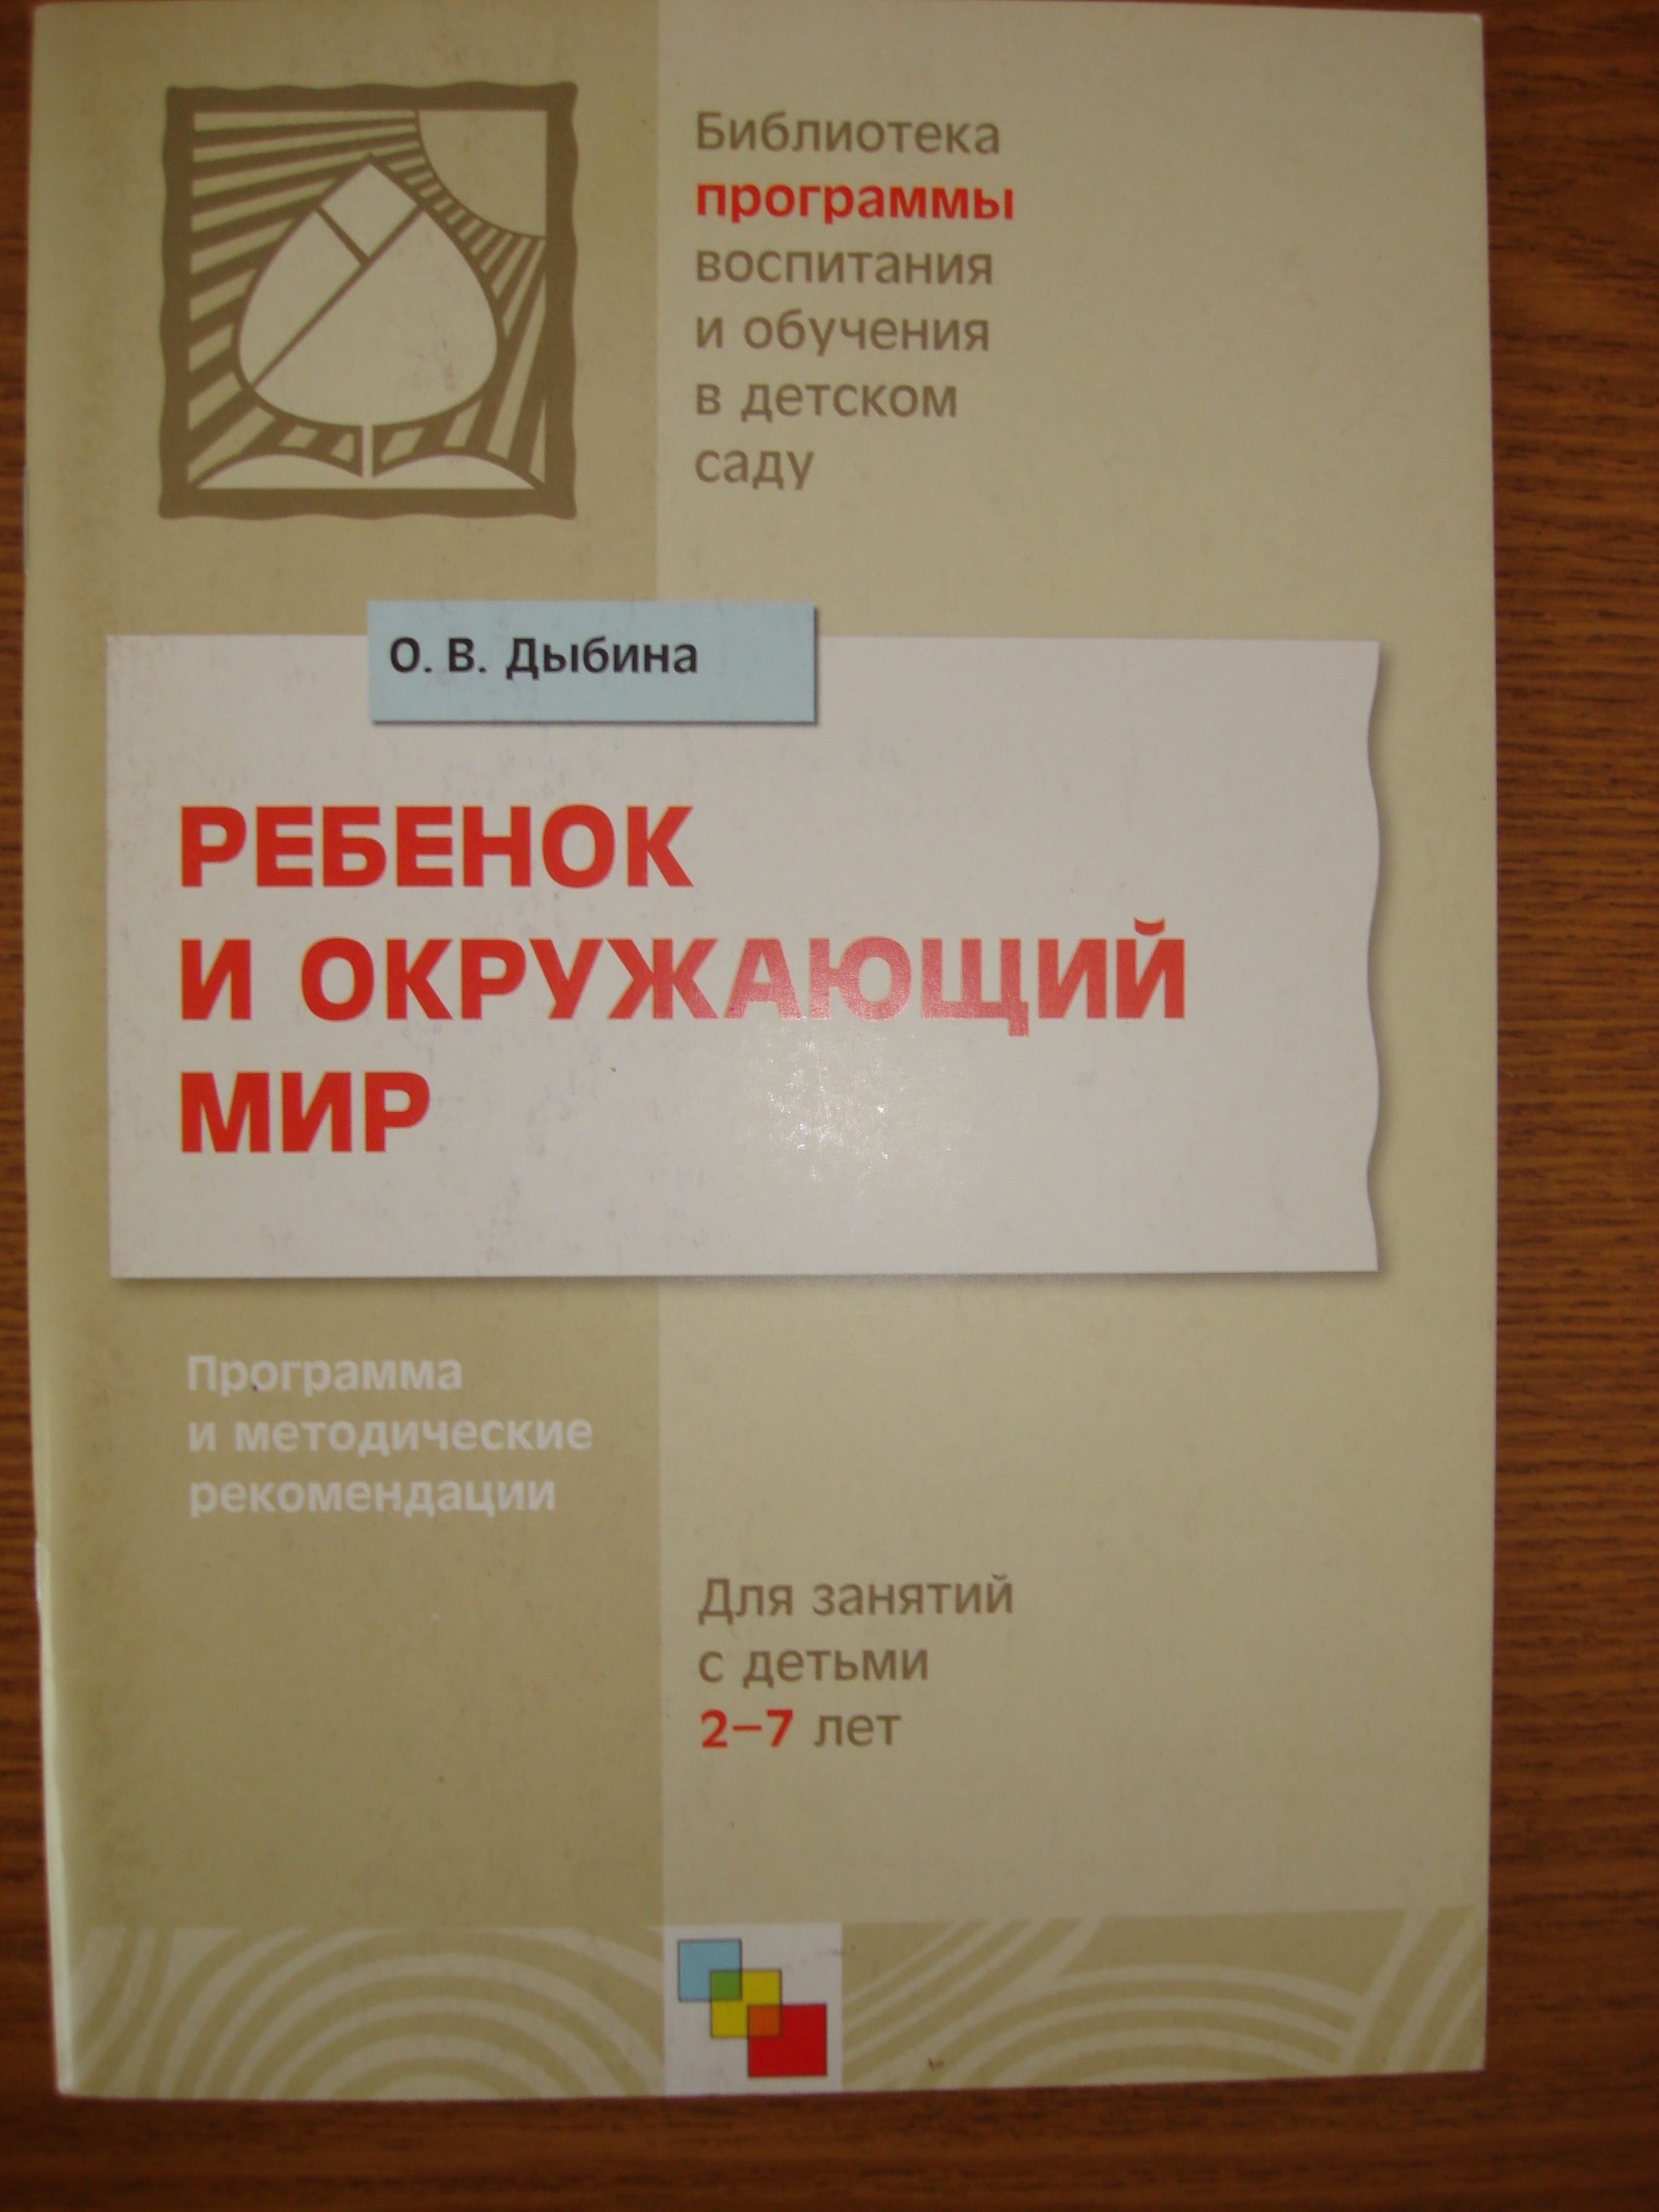 Библиотека
программы
воспитания
и обучения
в детском
саду
О. В. Дыбина
РЕБЕНОК
И ОКРУЖАЮЩИЙ
МИР
Программа
и методические
рекомендации
Для занятий
с детьми
2–7 лет